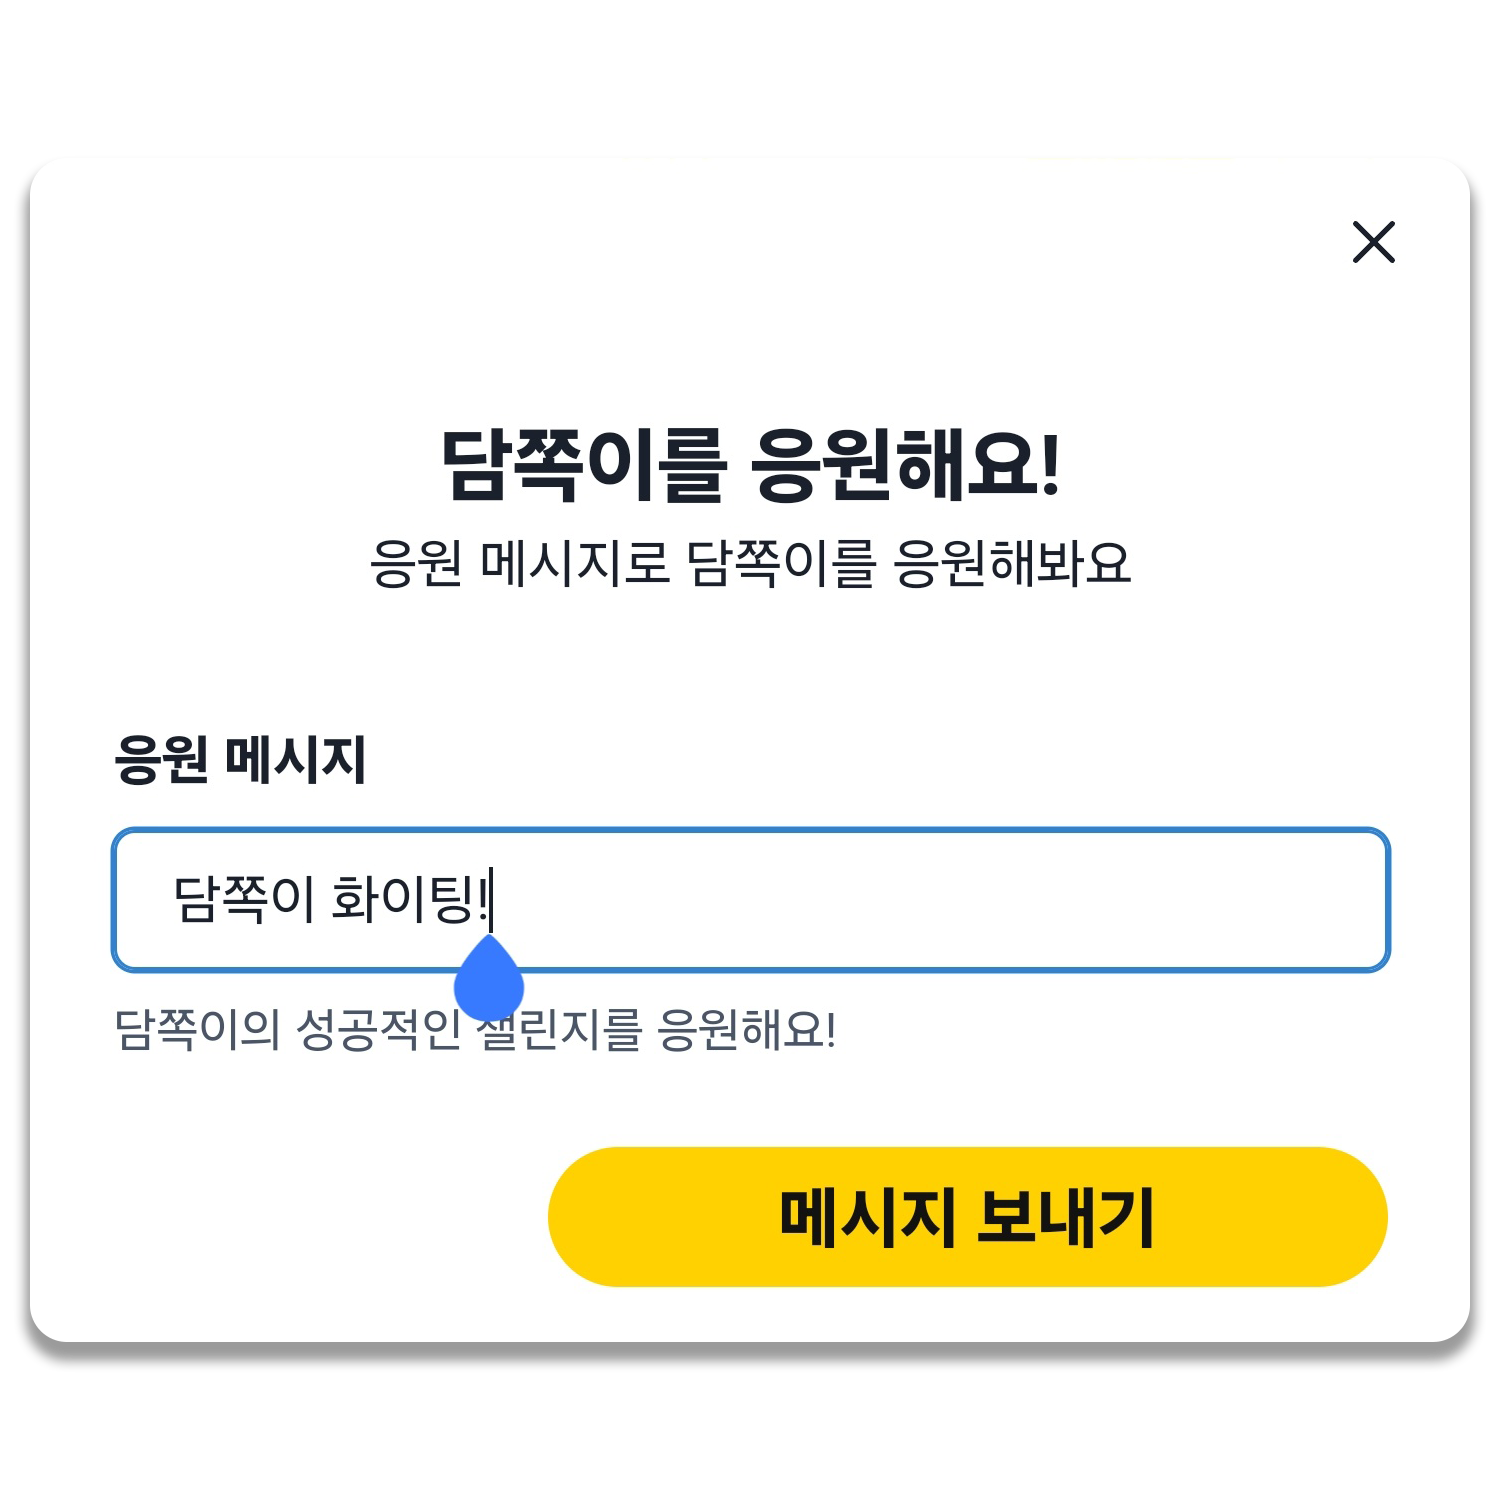 담쪽이를 응원해요!
응원 메시지로 담쪽이를 응원해봐요
응원 메시지
담쪽이 화이팅!
담쪽이의 성공적인 챌린지를 응원해요!
메시지 보내기